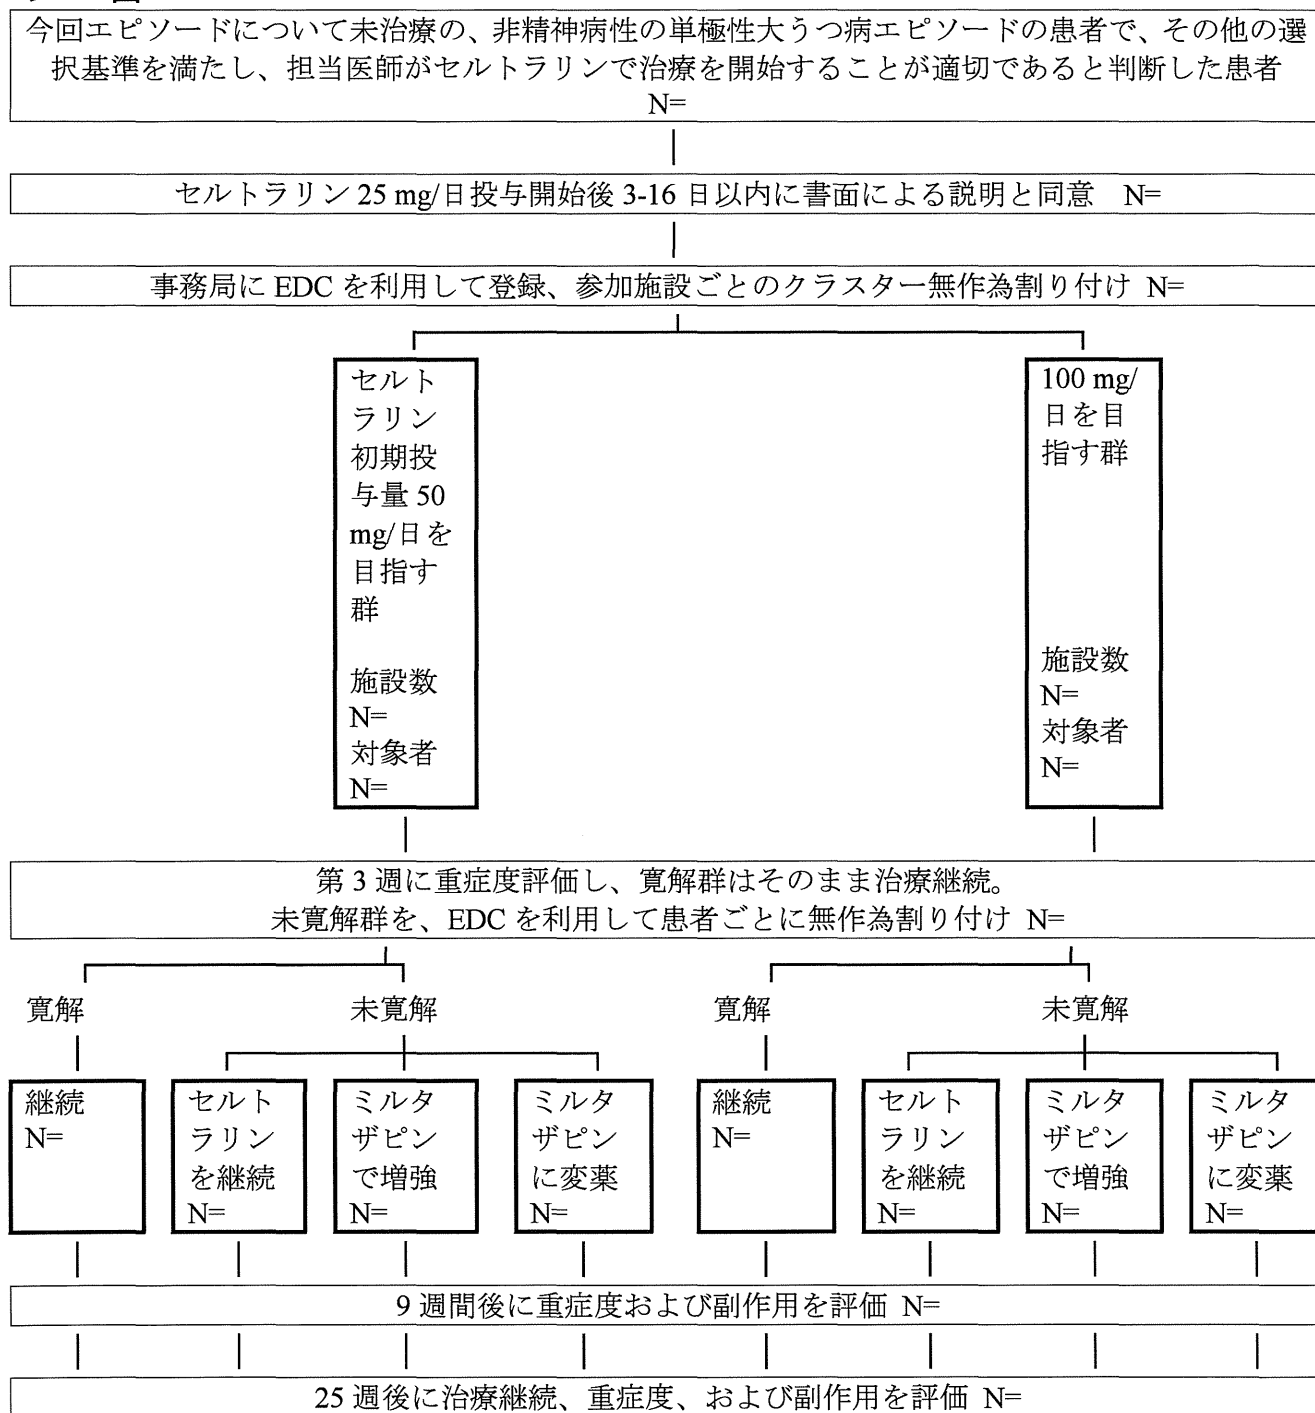 今回エピソードについて未治療の、非精神病性の単極性大うつ病エピソードの患者で、その他の選
択基準を満たし、担当医師がセルトラリンで治療を開始することが適切であると判断した患者
N=
セルトラリン 25 mg/日投与開始後 3-16 日以内に書面による説明と同意 N=
事務局に EDC を利用して登録、参加施設ごとのクラスター無作為割り付け N=
セルト
ラリン
初期投
与量 50
mg/日を
目指す
群
施設数
N=
対象者
N=
100 mg/
日を目
指す群
施設数
N=
対象者
N=
第 3 週に重症度評価し、寛解群はそのまま治療継続。
未寛解群を、EDC を利用して患者ごとに無作為割り付け N=
寛解
未寛解
寛解
未寛解
継続
N=
セルト
ラリン
を継続
N=
ミルタ
ザピン
で増強
N=
ミルタ
ザピン
に変薬
N=
継続
N=
セルト
ラリン
を継続
N=
ミルタ
ザピン
で増強
N=
ミルタ
ザピン
に変薬
N=
9 週間後に重症度および副作用を評価 N=
25 週後に治療継続、重症度、および副作用を評価 N=